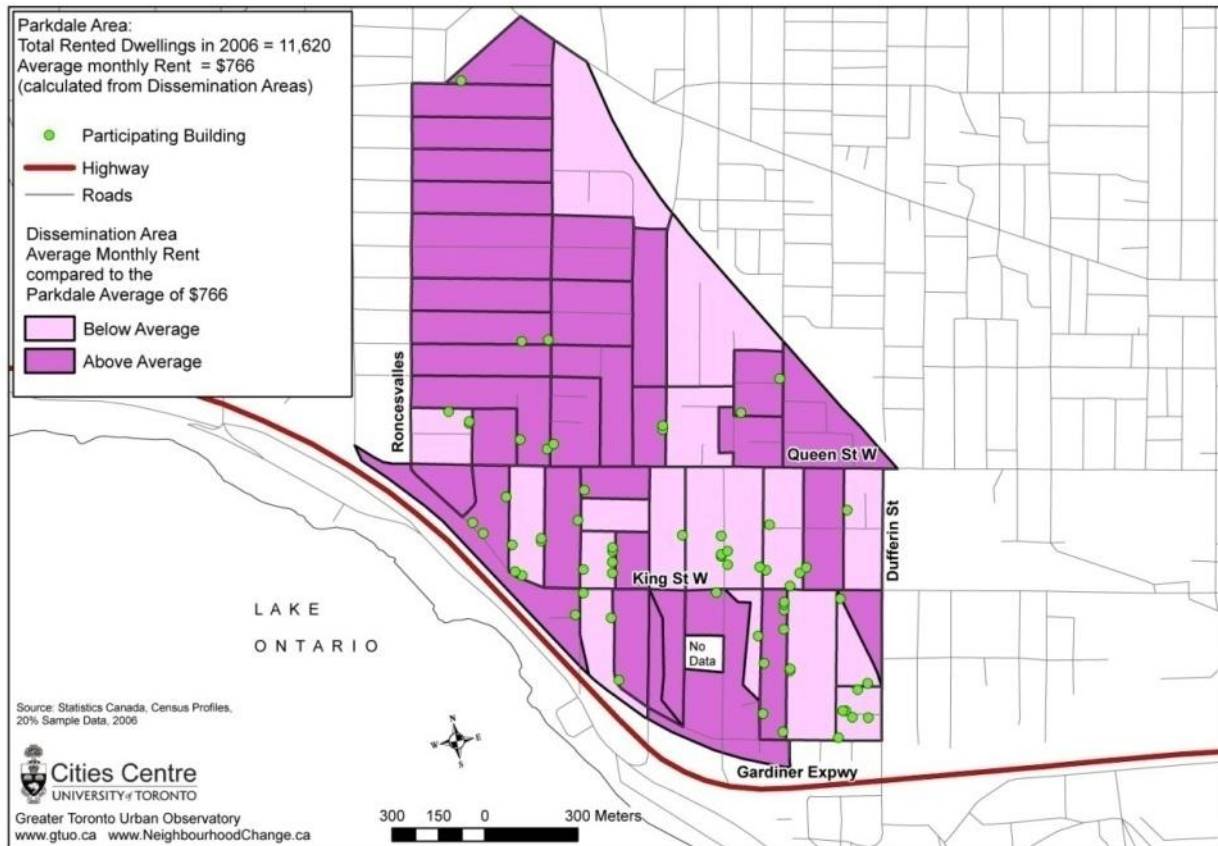 Parkdale Area:
Total Rented Dwellings in 2006 = 11,620
Average monthly Rent = $766
(calculated from Dissemination Areas)
Participating Building
Highway
Roads
Dissemination Area
Average Monthly Rent
compared to the
Parkdale Average of $766
Below Average
Above Average
Roncesvalles
Queen St W
Dufferin St
King St W
No
Data
LAKE
ONTARIO
Gardiner Expwy
Source: Statistics Canada, Census Profiles,
20% Sample Data, 2006
N
W E
S
Cities Centre
UNIVERSITY of TORONTO
Greater Toronto Urban Observatory
www.gtuo.ca www.NeighbourhoodChange.ca
300 150 0 300 Meters